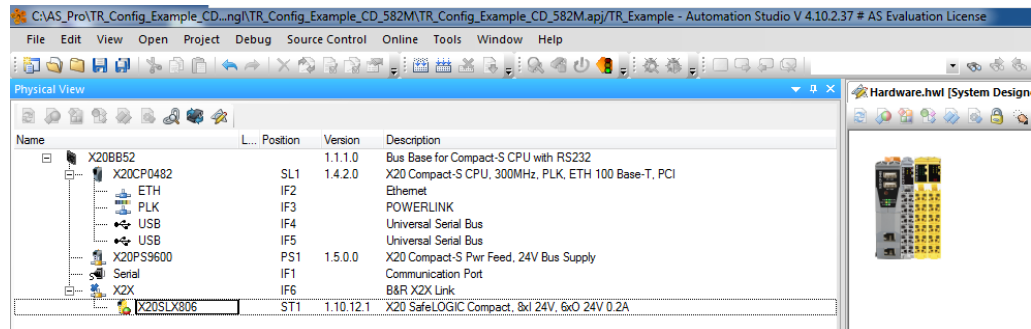 C:\AS_Pro\TR_Config_Example_CD...ngl\TR_Config_Example_CD_582M\TR_Config_Example_CD_582M.apj/TR_Example - Automation Studio V 4.10.2.37 # AS Evaluation License
File Edit View Open Project Debug Source Control Online Tools Window Help
Physical View
Hardware.hwl [System Design
Name L... Position Version Description
X20BB52 1.1.1.0 Bus Base for Compact-S CPU with RS232
X20CP0482 SL1 1.4.2.0 X20 Compact-S CPU, 300MHz, PLK, ETH 100 Base-T, PCI
ETH IF2 Ethernet
PLK IF3 POWERLINK
USB IF4 Universal Serial Bus
USB IF5 Universal Serial Bus
X20PS9600 PS1 1.5.0.0 X20 Compact-S Pwr Feed, 24V Bus Supply
Serial IF1 Communication Port
X2X IF6 B&R X2X Link
X20SLX806 ST1 1.10.12.1 X20 SafeLOGIC Compact, 8xI 24V, 6xO 24V 0.2A